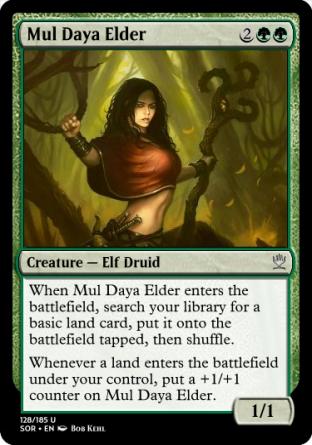 Mul Daya Elder 2
Creature — Elf Druid
When Mul Daya Elder enters the
battlefield, search your library for a
basic land card, put it onto the
battlefield tapped, then shuffle.
Whenever a land enters the battlefield
under your control, put a +1/+1
counter on Mul Daya Elder.
1/1
128/185 U
SOR • EN Bob Kehl